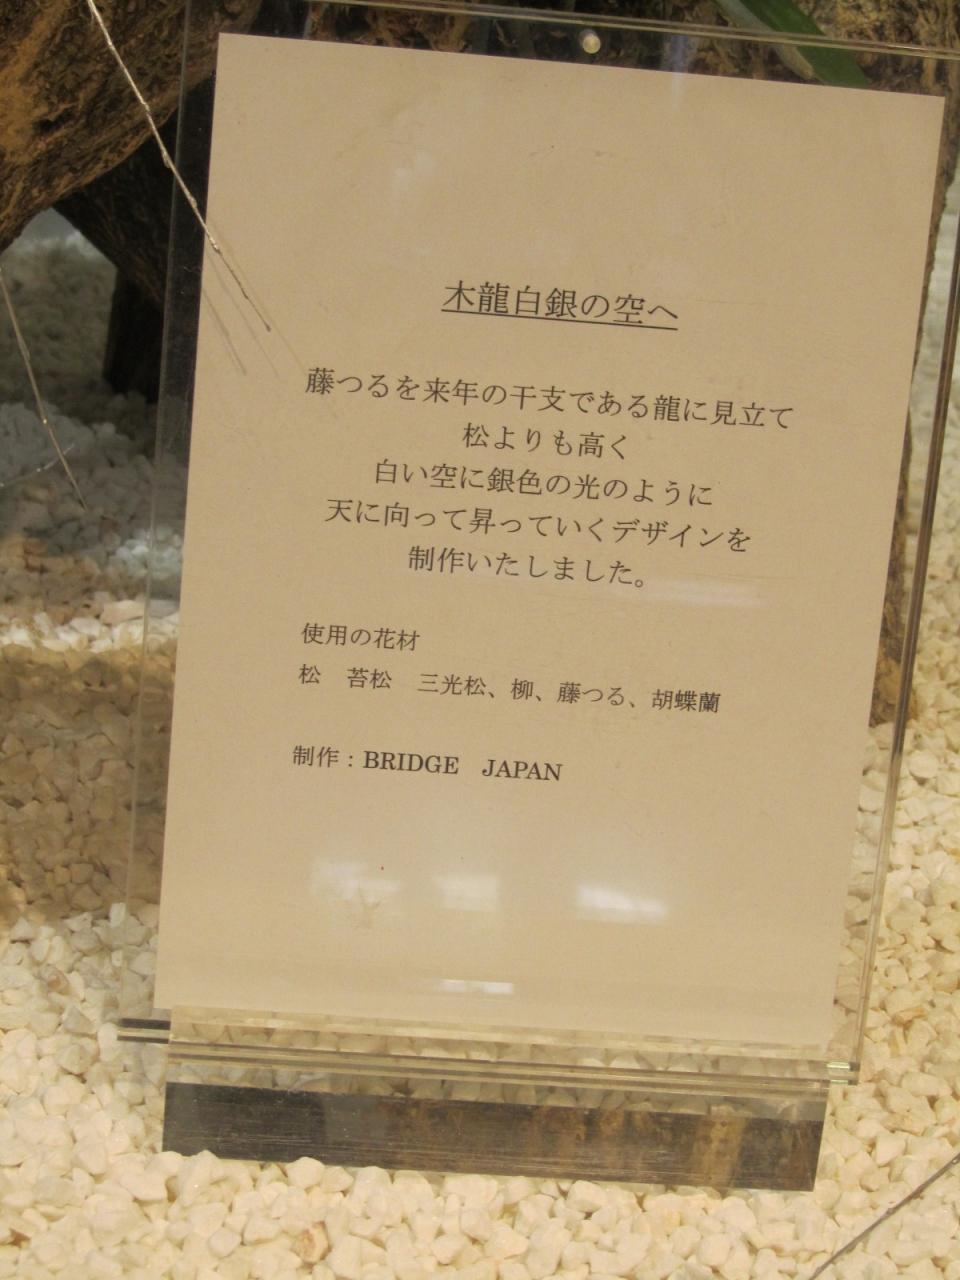 木龍白銀の空へ
藤つるを来年の干支である龍に見立て
松よりも高く
白い空に銀色の光のように
天に向って昇っていくデザインを
制作いたしました。
使用の花材
松　苔松　三光松、柳、藤つる、胡蝶蘭
制作：BRIDGE　JAPAN